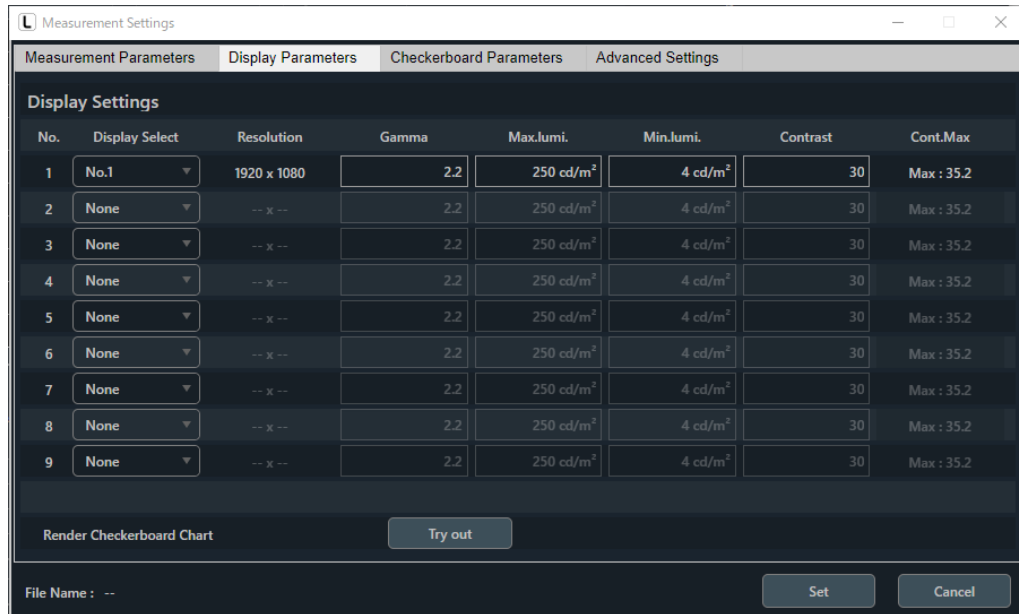 L Measurement Settings
Measurement Parameters Display Parameters Checkerboard Parameters Advanced Settings
Display Settings
No. Display Select Resolution Gamma Max.lumi. Min.lumi. Contrast Cont.Max
1 No.1 1920 x 1080 2.2 250 cd/m² 4 cd/m² 30 Max : 35.2
2 None -- x -- 2.2 250 cd/m² 4 cd/m² 30 Max : 35.2
3 None -- x -- 2.2 250 cd/m² 4 cd/m² 30 Max : 35.2
4 None -- x -- 2.2 250 cd/m² 4 cd/m² 30 Max : 35.2
5 None -- x -- 2.2 250 cd/m² 4 cd/m² 30 Max : 35.2
6 None -- x -- 2.2 250 cd/m² 4 cd/m² 30 Max : 35.2
7 None -- x -- 2.2 250 cd/m² 4 cd/m² 30 Max : 35.2
8 None -- x -- 2.2 250 cd/m² 4 cd/m² 30 Max : 35.2
9 None -- x -- 2.2 250 cd/m² 4 cd/m² 30 Max : 35.2
Render Checkerboard Chart Try out
File Name : -- Set Cancel